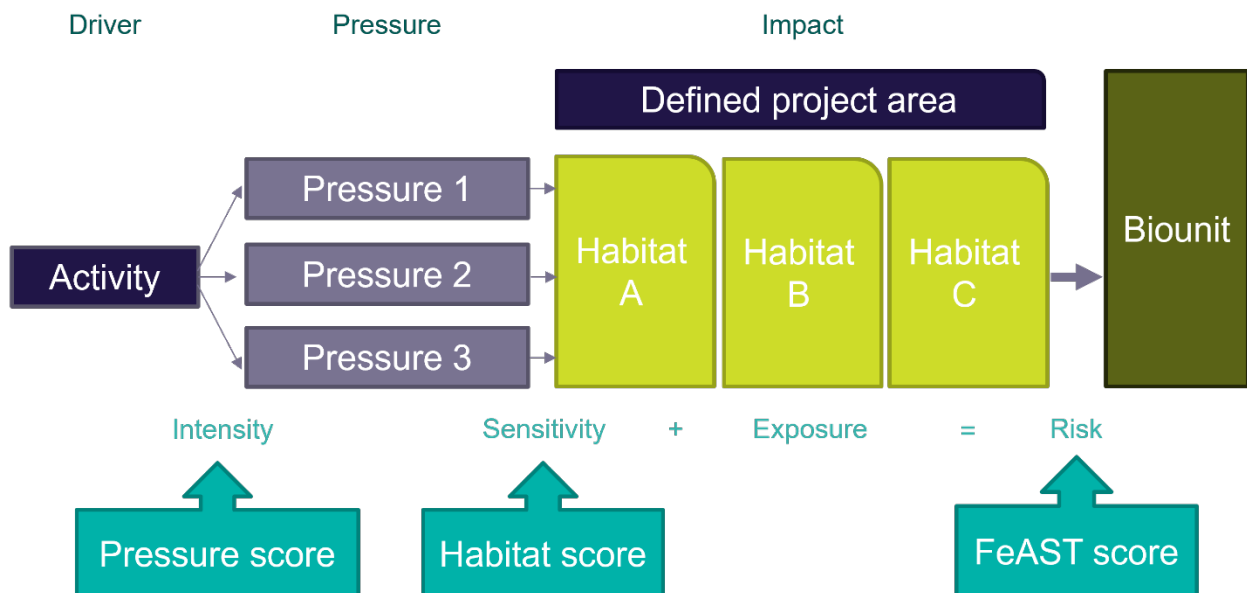 Driver Pressure Impact
Defined project area
Biounit
Activity
Pressure 1
Pressure 2
Pressure 3
Habitat
A
Habitat
B
Habitat
C
Intensity Sensitivity + Exposure = Risk
Pressure score
Habitat score
FeAST score